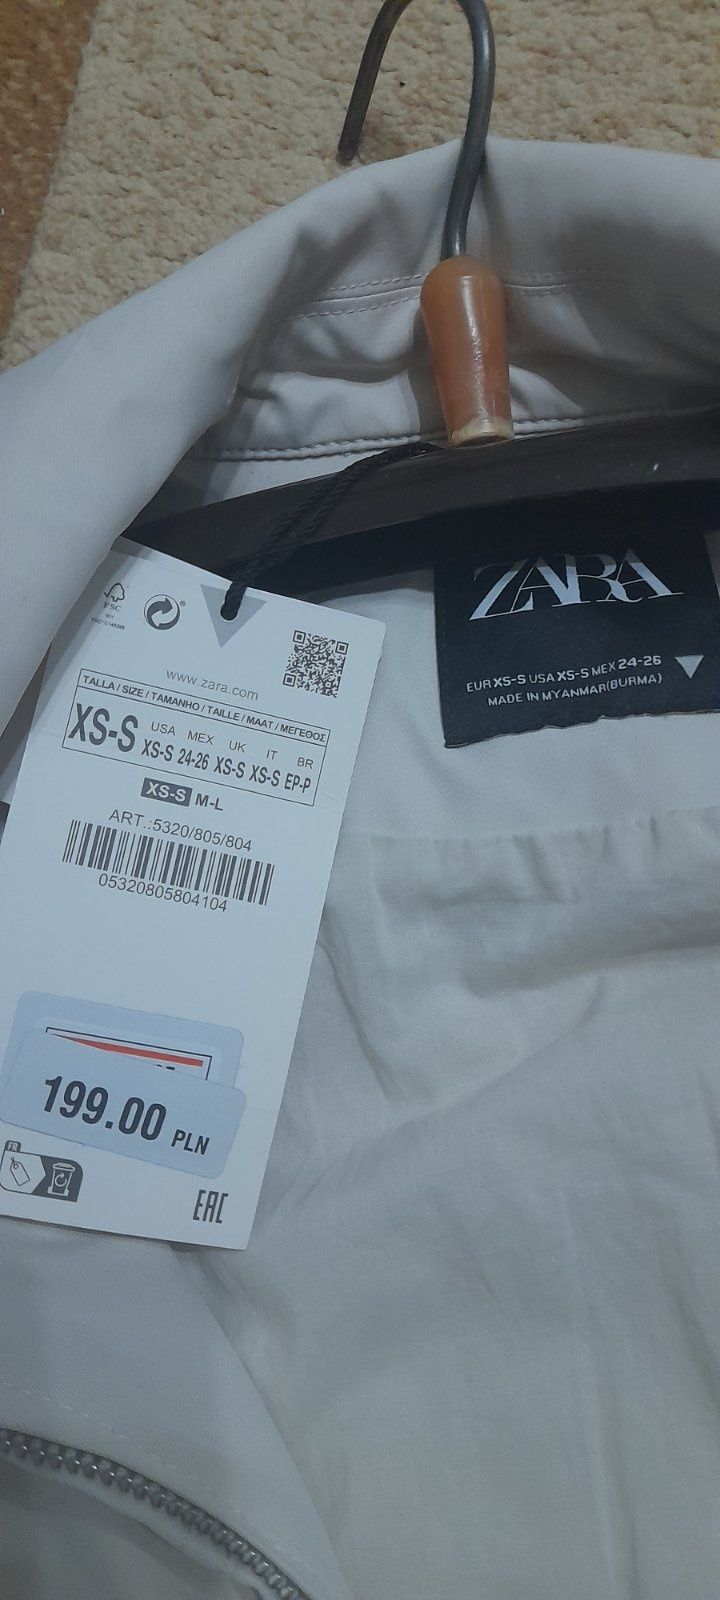 ZARA
EUR XS-S USA XS-S MEX 24-26
MADE IN MYANMAR(BURMA)
FSC
www.zara.com
TALLA / SIZE / TAMANHO / TAILLE / MAAT / ΜΕΓΕΘΟΣ
XS-S
USA MEX UK IT BR
XS-S 24-26 XS-S XS-S EP-P
XS-S M-L
ART.:5320/805/804
05320805804104
199.00 PLN
FR
EAC